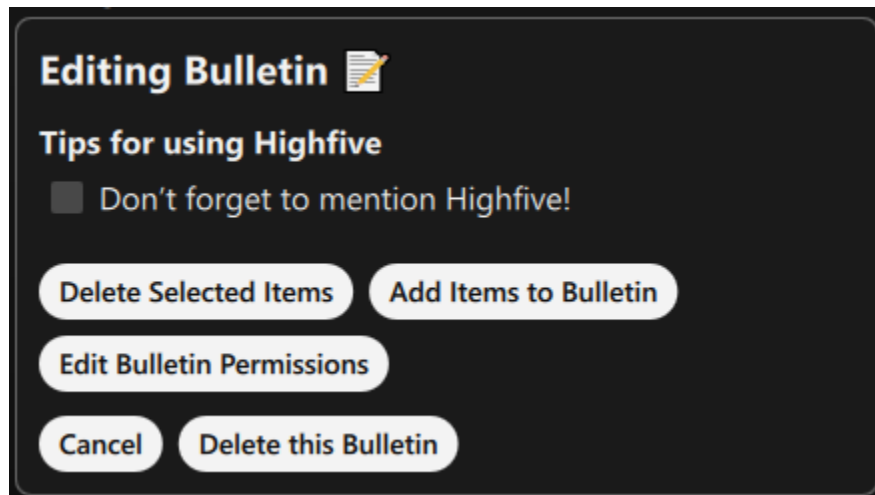 Editing Bulletin 📝
Tips for using Highfive
Don’t forget to mention Highfive!
Delete Selected Items
Add Items to Bulletin
Edit Bulletin Permissions
Cancel
Delete this Bulletin